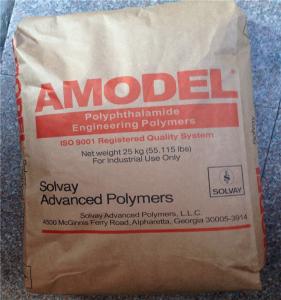 AMODEL®
Polyphthalamide
Engineering Polymers
ISO 9001 Registered Quality System
Net weight 25 kg (55.115 lbs)
For Industrial Use Only
Solvay
Advanced Polymers
SOLVAY
Solvay Advanced Polymers, L.L.C.
4500 McGinnis Ferry Road, Alpharetta, Georgia 30005-3914